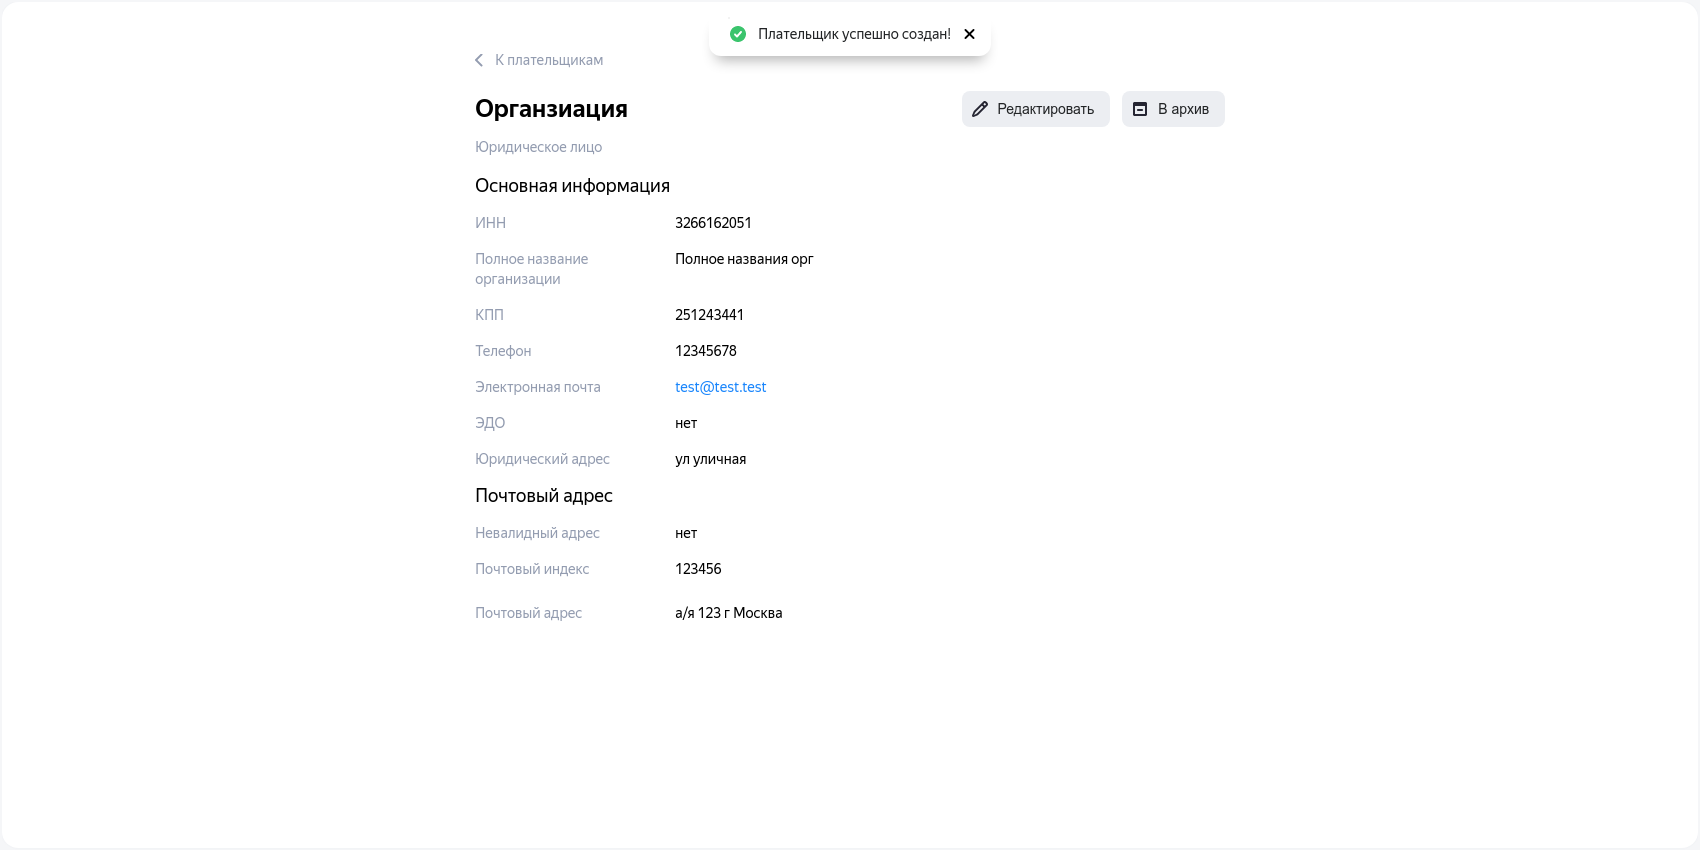 Плательщик успешно создан!
К плательщикам
Органзиация
Редактировать
В архив
Юридическое лицо
Основная информация
ИНН 3266162051
Полное название Полное названия орг
организации
КПП 251243441
Телефон 12345678
Электронная почта test@test.test
ЭДО нет
Юридический адрес ул уличная
Почтовый адрес
Невалидный адрес нет
Почтовый индекс 123456
Почтовый адрес а/я 123 г Москва